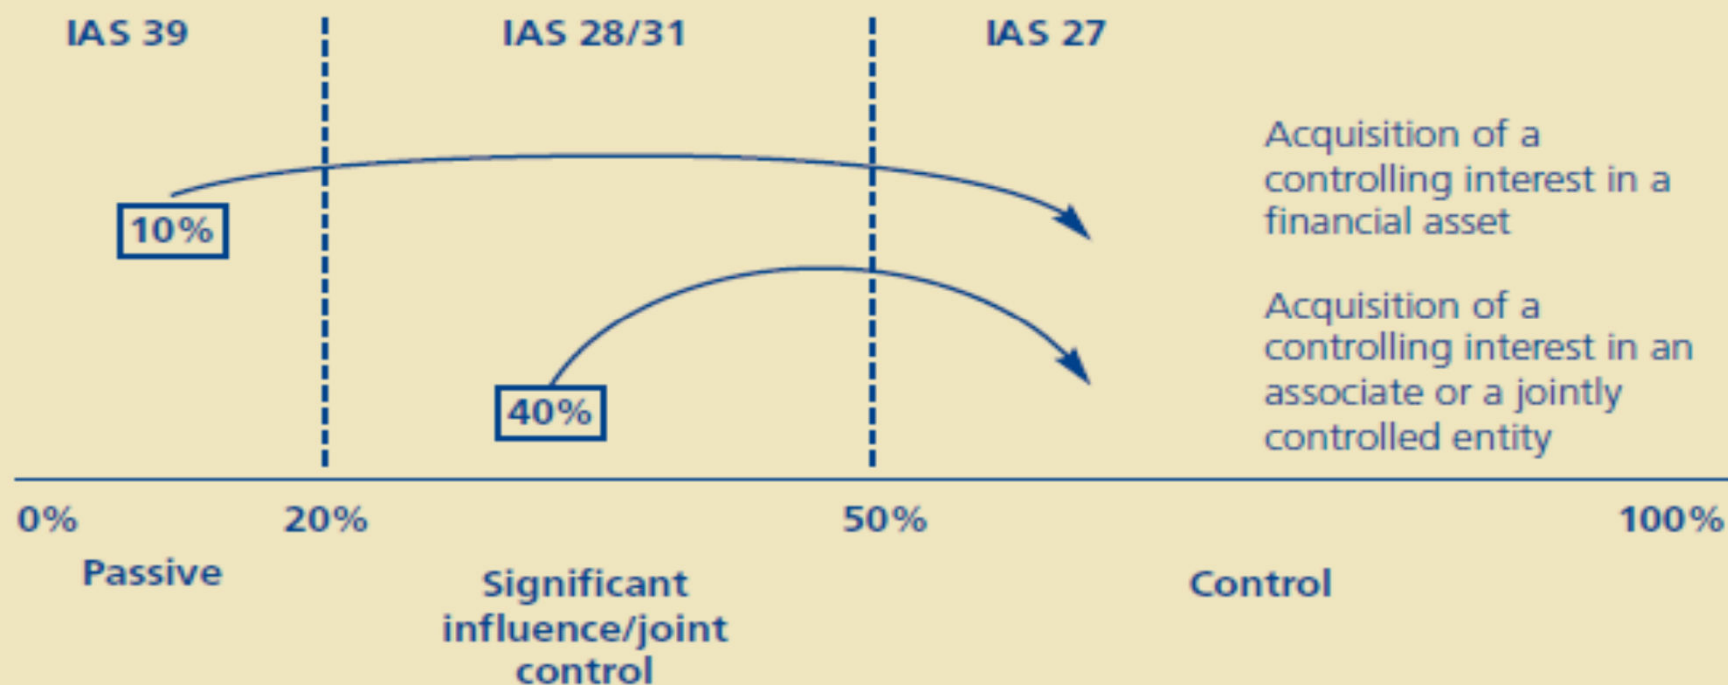 IAS 39
IAS 28/31
IAS 27
Acquisition of a
controlling interest in a
financial asset
10%
Acquisition of a
controlling interest in an
associate or a jointly
controlled entity
40%
0%
20%
50%
100%
Passive
Significant
influence/joint
control
Control